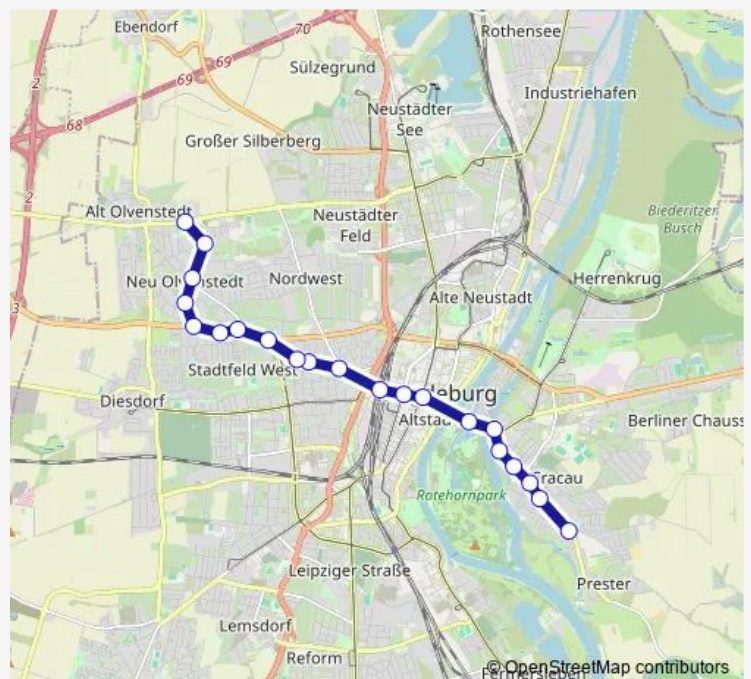 70
Ebendorf
Rothensee
69
2
Sülzegrund
69
Industriehafen
Neustädter
See
68
Großer Silberberg
2
Alt Olvenstedt
Neustädter
Feld
Biederitzer
Busch
Herrenkrug
Nordwest
Alte Neustadt
3
Stadtfeld West
Diesdorf
Berliner Chauss
Rotehornpark
Leipziger Straße
Prester
Lemsdorf
Reform
© OpenStreetMap contributors